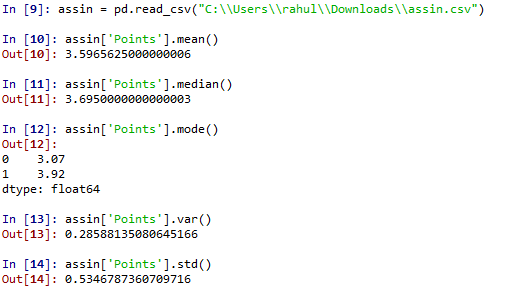 In [9]: assin = pd.read_csv("C:\\Users\\rahul\\Downloads\\assin.csv")
In [10]: assin['Points'].mean()
Out[10]: 3.5965625000000006
In [11]: assin['Points'].median()
Out[11]: 3.6950000000000003
In [12]: assin['Points'].mode()
Out[12]:
0    3.07
1    3.92
dtype: float64
In [13]: assin['Points'].var()
Out[13]: 0.28588135080645166
In [14]: assin['Points'].std()
Out[14]: 0.5346787360709716